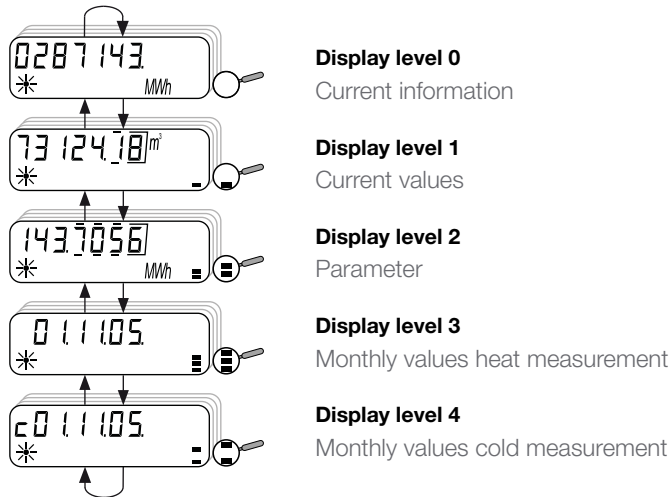 0287143.
MWh
Display level 0
Current information
73124.18 m³
Display level 1
Current values
143.7056
MWh
Display level 2
Parameter
01.11.05.
Display level 3
Monthly values heat measurement
c01.11.05.
Display level 4
Monthly values cold measurement